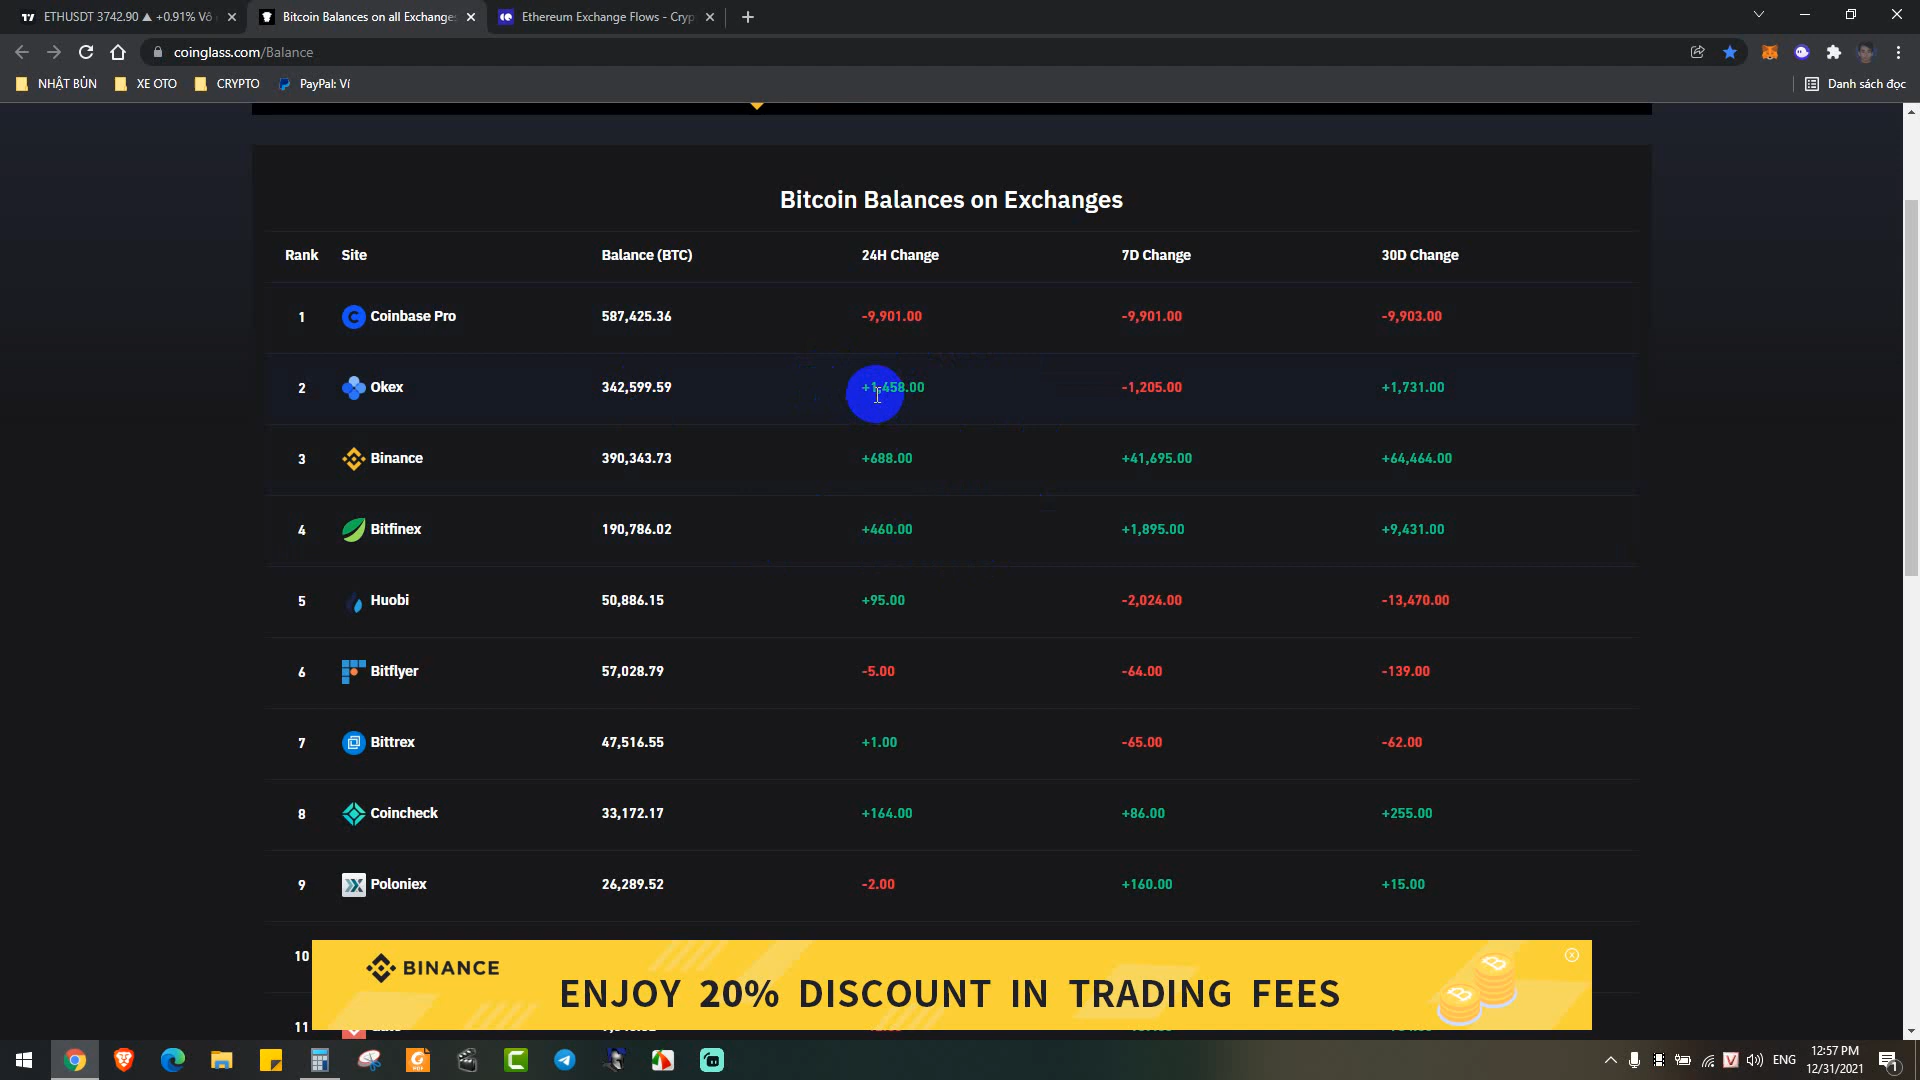 ETHUSDT 3742.90 ▲ +0.91% Vô
Bitcoin Balances on all Exchanges
Ethereum Exchange Flows - Cryp
coinglass.com/Balance
NHẬT BỦN XE OTO CRYPTO PayPal: Ví
Danh sách đọc
Bitcoin Balances on Exchanges
Rank Site Balance (BTC) 24H Change 7D Change 30D Change
1 Coinbase Pro 587,425.36 -9,901.00 -9,901.00 -9,903.00
2 Okex 342,599.59 +1,458.00 -1,205.00 +1,731.00
3 Binance 390,343.73 +688.00 +41,695.00 +64,464.00
4 Bitfinex 190,786.02 +460.00 +1,895.00 +9,431.00
5 Huobi 50,886.15 +95.00 -2,024.00 -13,470.00
6 Bitflyer 57,028.79 -5.00 -64.00 -139.00
7 Bittrex 47,516.55 +1.00 -65.00 -62.00
8 Coincheck 33,172.17 +164.00 +86.00 +255.00
9 Poloniex 26,289.52 -2.00 +160.00 +15.00
10
BINANCE
ENJOY 20% DISCOUNT IN TRADING FEES
11
ENG
12:57 PM
12/31/2021
1